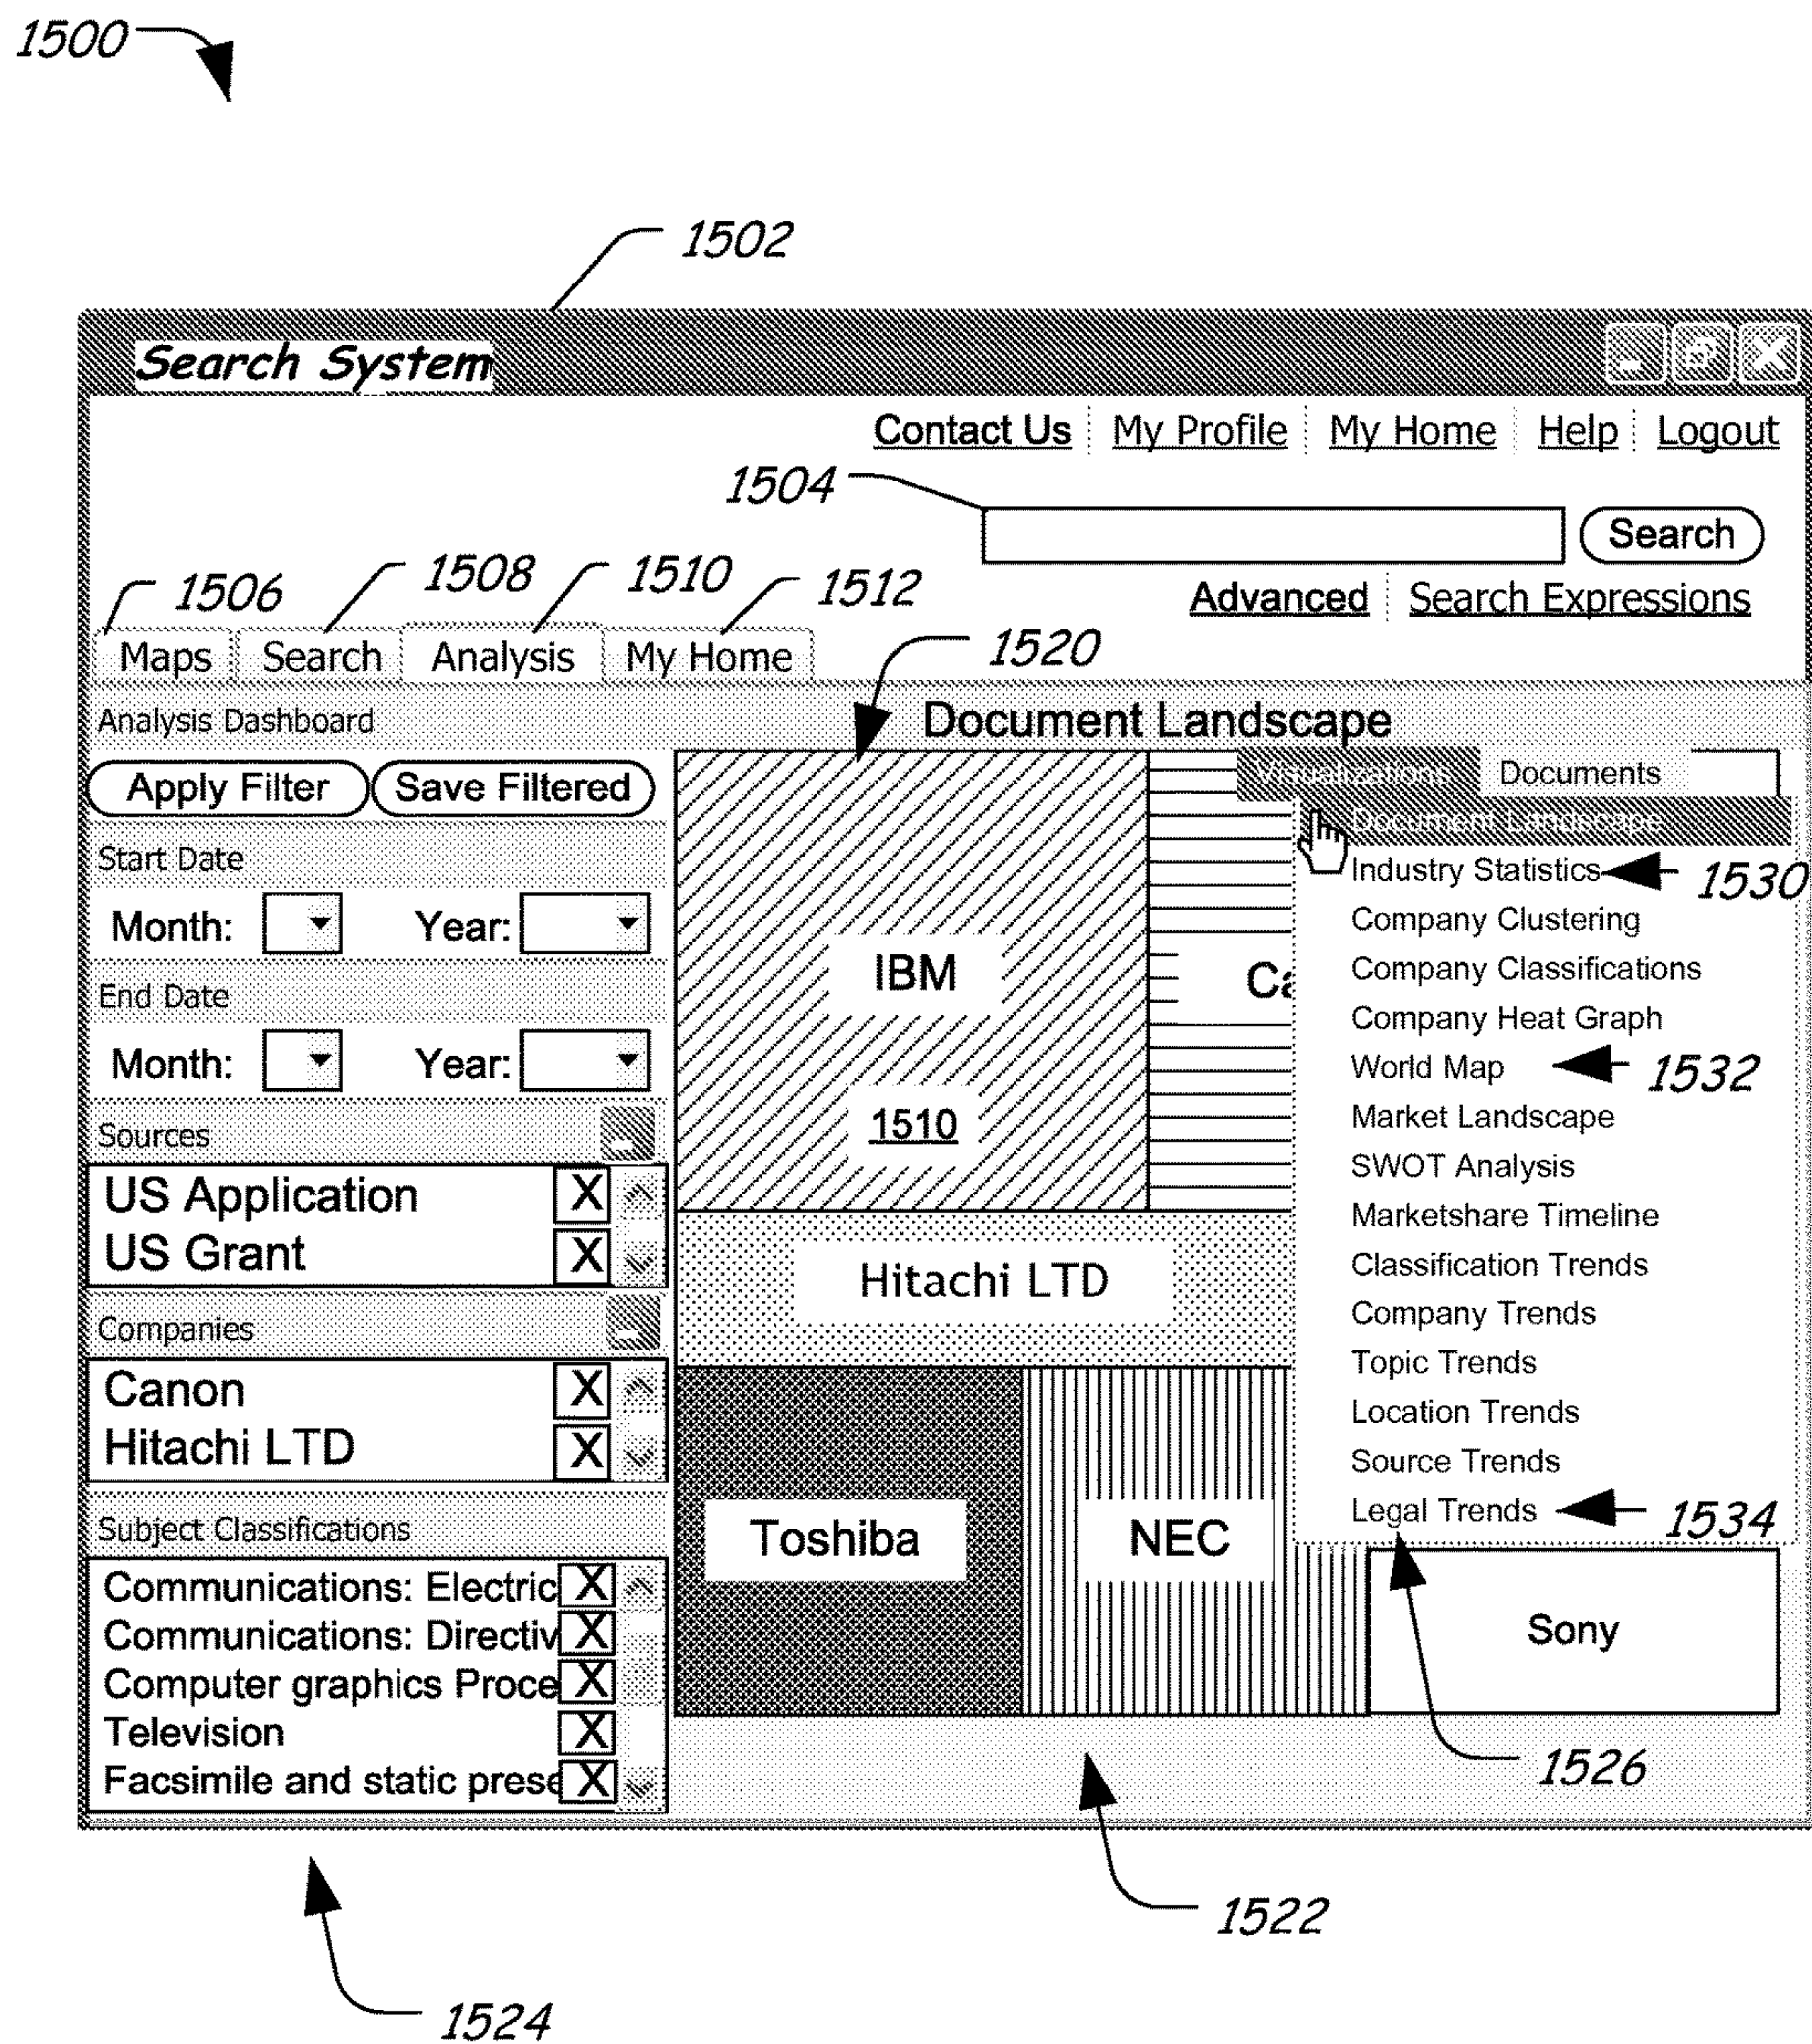 1500
1502
Search System
Contact Us My Profile My Home Help Logout
1504
Search
Advanced Search Expressions
1506 1508 1510 1512
Maps Search Analysis My Home
1520
Analysis Dashboard Document Landscape
Apply Filter Save Filtered
Visualizations Documents
Document Landscape
Start Date
Industry Statistics 1530
Month: Year:
Company Clustering
End Date
IBM Ca
Company Classifications
Company Heat Graph
Month: Year:
World Map 1532
Sources
1510
Market Landscape
US Application X
SWOT Analysis
US Grant X
Marketshare Timeline
Hitachi LTD
Classification Trends
Companies
Company Trends
Canon X
Topic Trends
Hitachi LTD X
Location Trends
Source Trends
Subject Classifications
Legal Trends 1534
Toshiba NEC
Communications: Electric X
Communications: Directiv X
Sony
Computer graphics Proce X
Television X
Facsimile and static prese X
1526
1522
1524